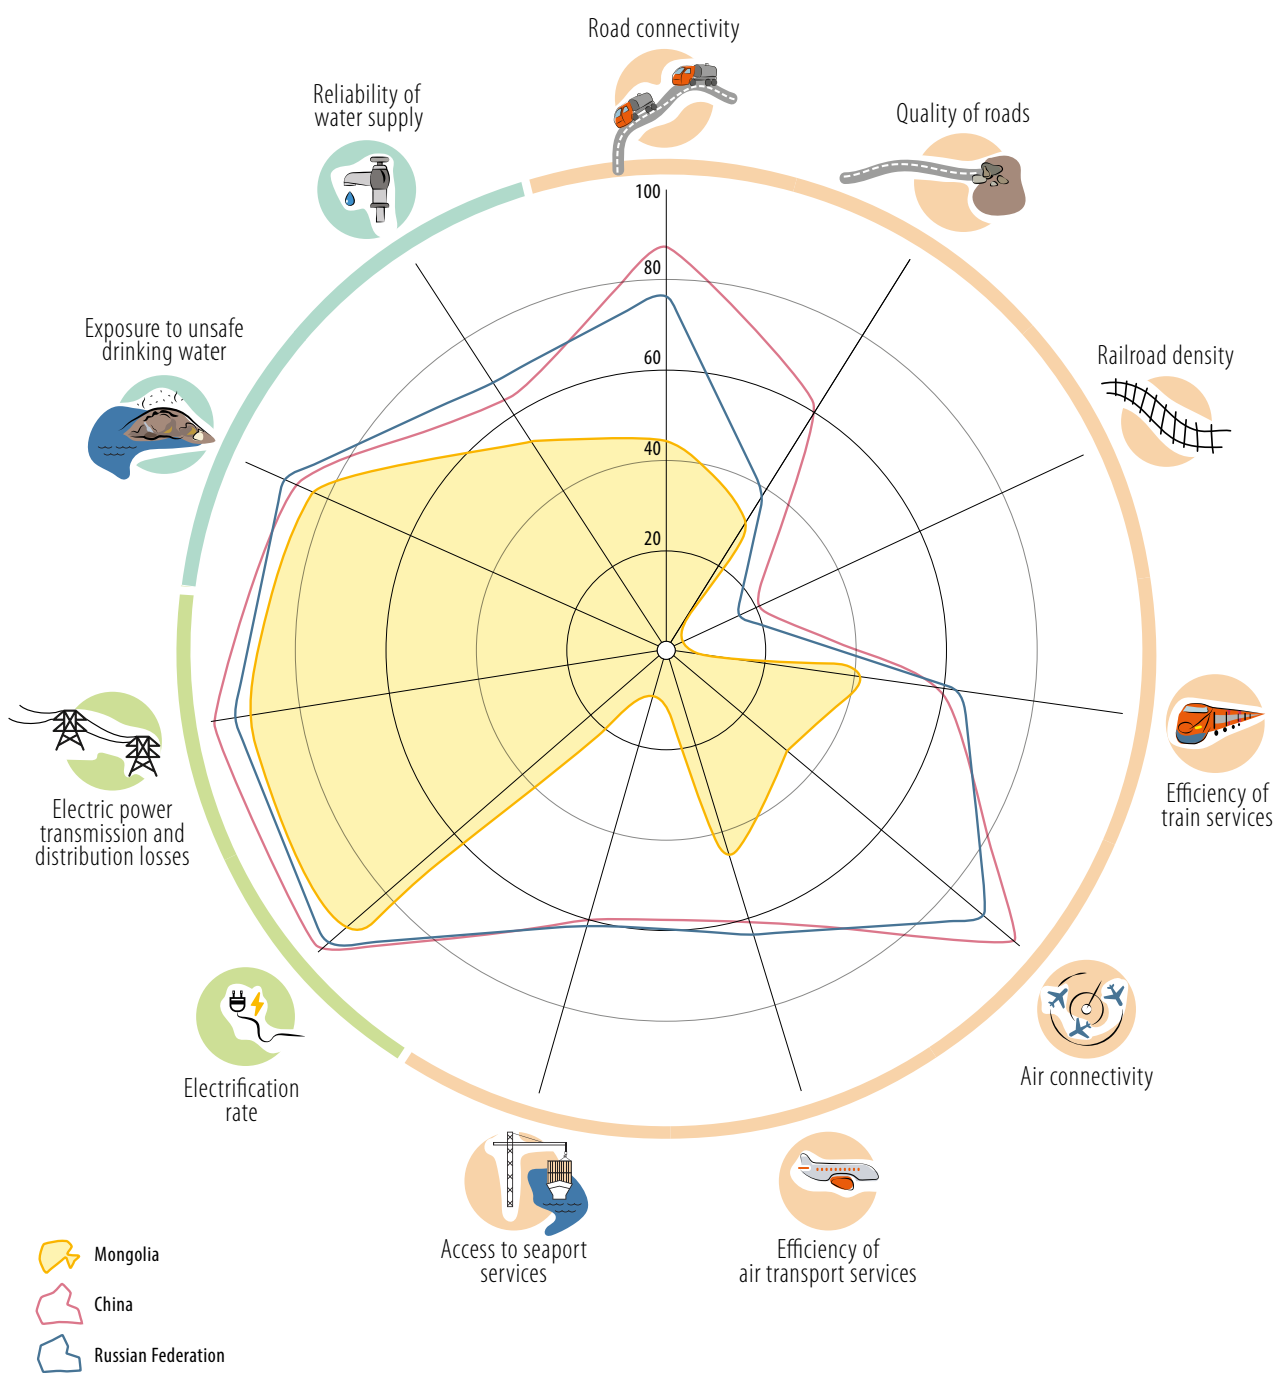 Road connectivity
Quality of roads
Reliability of
water supply
100
80
60
40
20
Exposure to unsafe
drinking water
Railroad density
Efficiency of
train services
Electric power
transmission and
distribution losses
Air connectivity
Electrification
rate
Access to seaport
services
Efficiency of
air transport services
Mongolia
China
Russian Federation